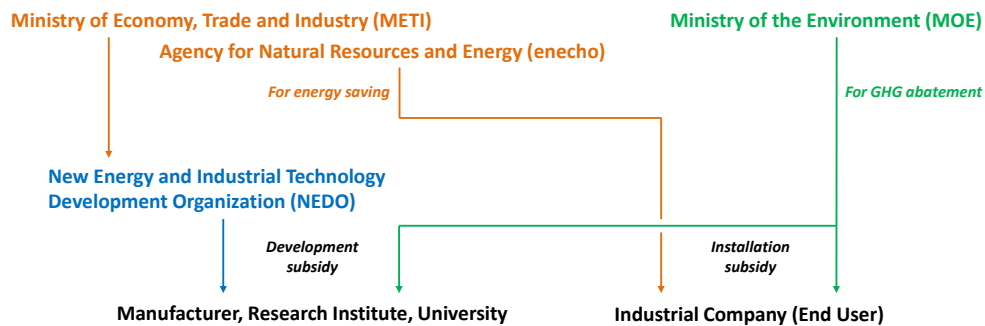 Ministry of Economy, Trade and Industry (METI)
Ministry of the Environment (MOE)
Agency for Natural Resources and Energy (enecho)
For energy saving
For GHG abatement
New Energy and Industrial Technology
Development Organization (NEDO)
Development
subsidy
Installation
subsidy
Manufacturer, Research Institute, University
Industrial Company (End User)